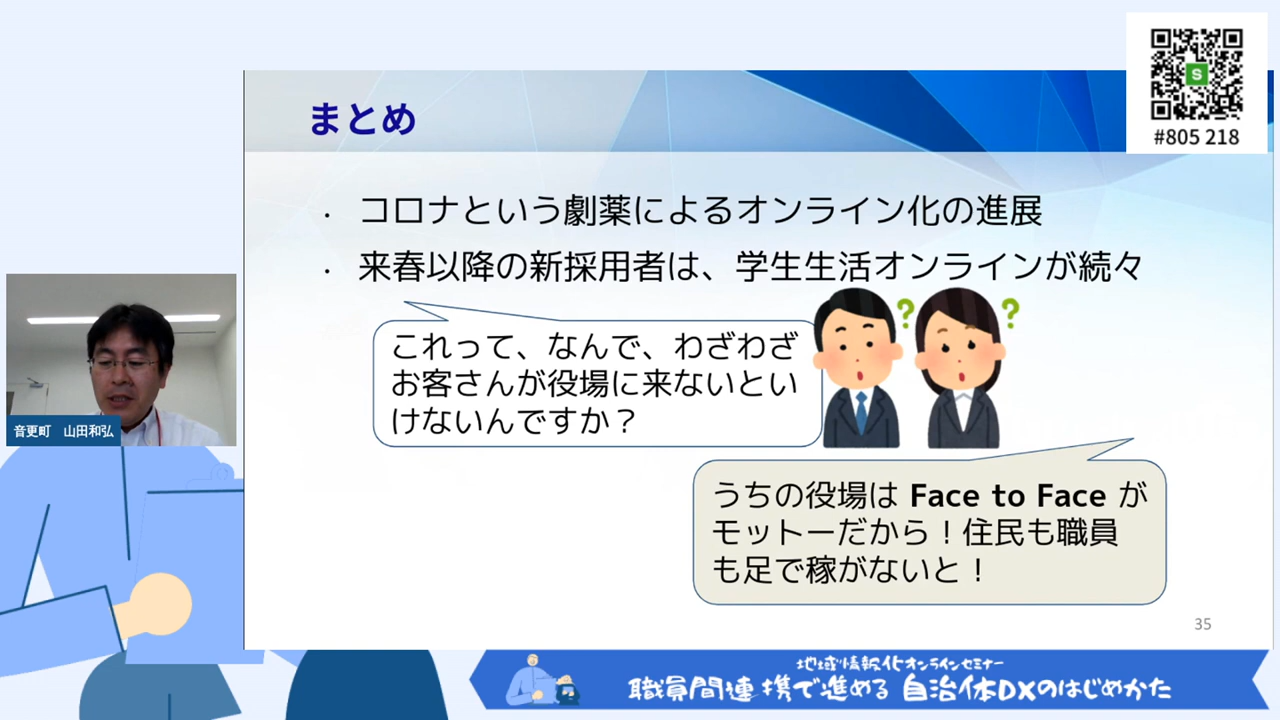 #805 218
まとめ
・ コロナという劇薬によるオンライン化の進展
・ 来春以降の新採用者は、学生生活オンラインが続々
これって、なんで、わざわざ
お客さんが役場に来ないとい
けないんですか？
うちの役場は Face to Face が
モットーだから！住民も職員
も足で稼がないと！
35
音更町 山田和弘
地域情報化オンラインセミナー
職員間連携で進める 自治体DXのはじめかた